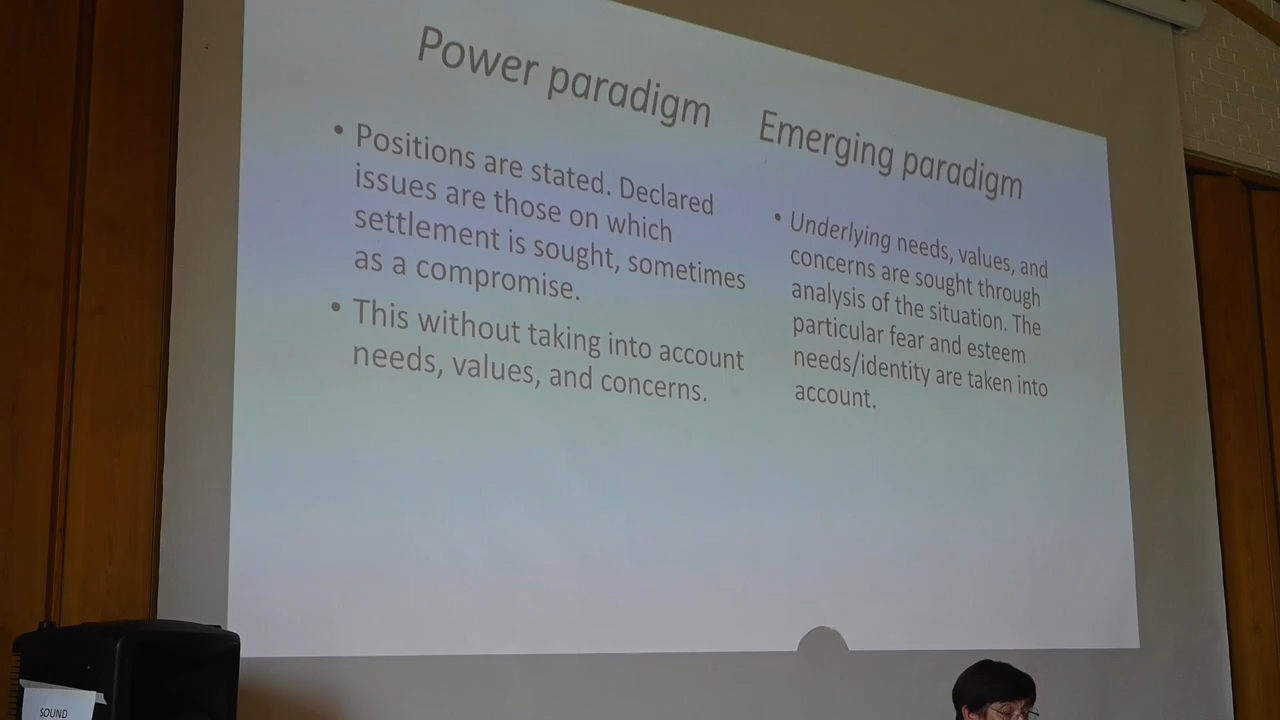 Power paradigm
• Positions are stated. Declared
issues are those on which
settlement is sought, sometimes
as a compromise.
• This without taking into account
needs, values, and concerns.
Emerging paradigm
• Underlying needs, values, and
concerns are sought through
analysis of the situation. The
particular fear and esteem
needs/identity are taken into
account.
SOUND